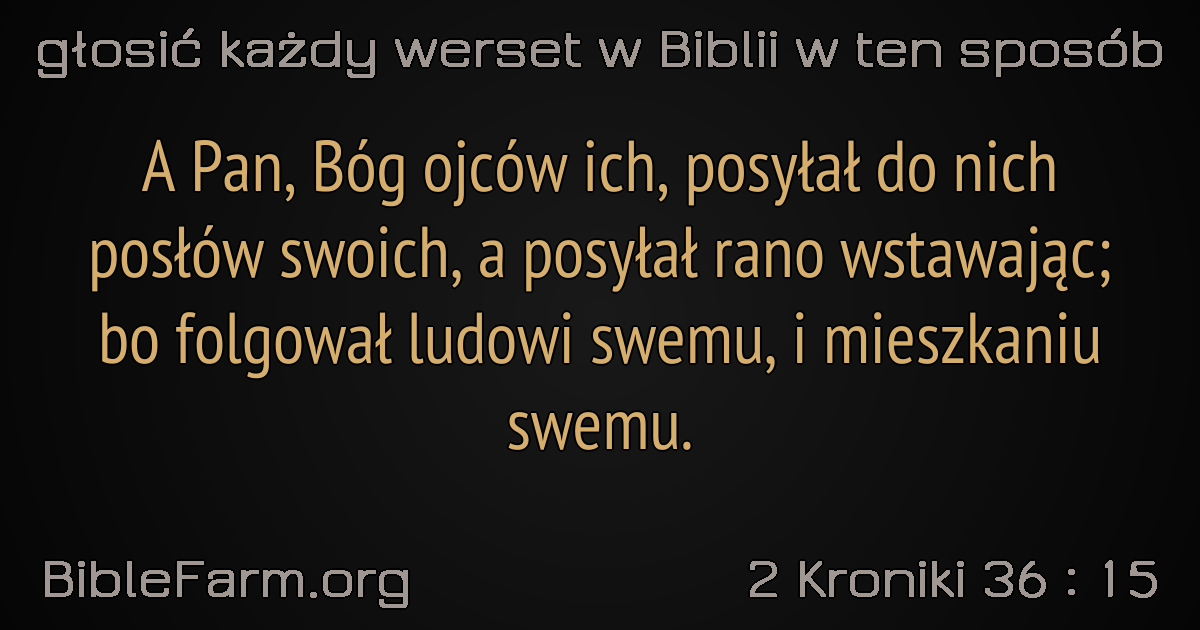 głosić każdy werset w Biblii w ten sposób
A Pan, Bóg ojców ich, posyłał do nich
posłów swoich, a posyłał rano wstawając;
bo folgował ludowi swemu, i mieszkaniu
swemu.
BibleFarm.org
2 Kroniki 36 : 15